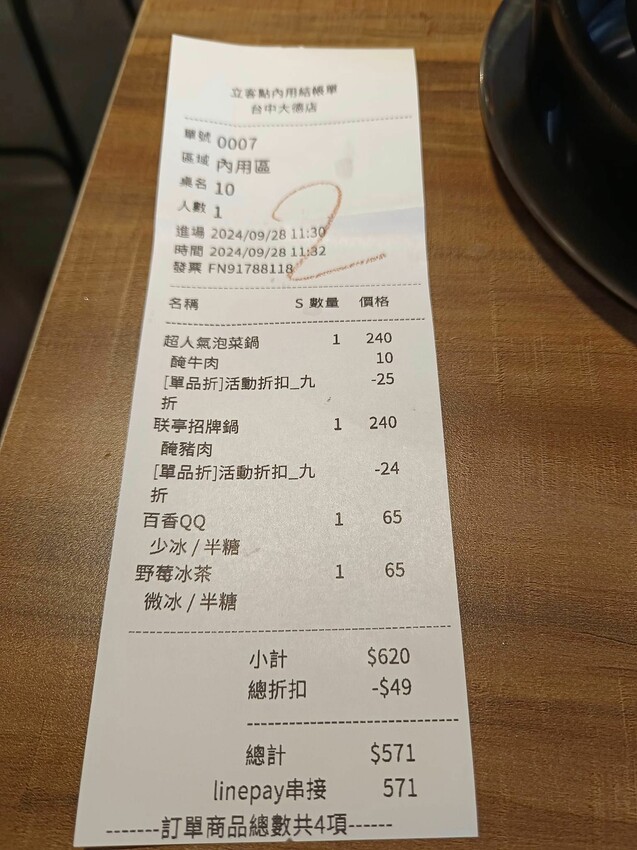 立客點內用結帳單
台中大德店
單號 0007
區域 內用區
桌名 10
人數 1
進場 2024/09/28 11:30
時間 2024/09/28 11:32
發票 FN91788118
2
名稱 S 數量 價格
超人氣泡菜鍋 1 240
醃牛肉 10
[單品折]活動折扣_九 -25
折
联亭招牌鍋 1 240
醃豬肉
[單品折]活動折扣_九 -24
折
百香QQ 1 65
少冰 / 半糖
野莓冰茶 1 65
微冰 / 半糖
小計 $620
總折扣 -$49
總計 $571
linepay串接 571
-------訂單商品總數共4項------